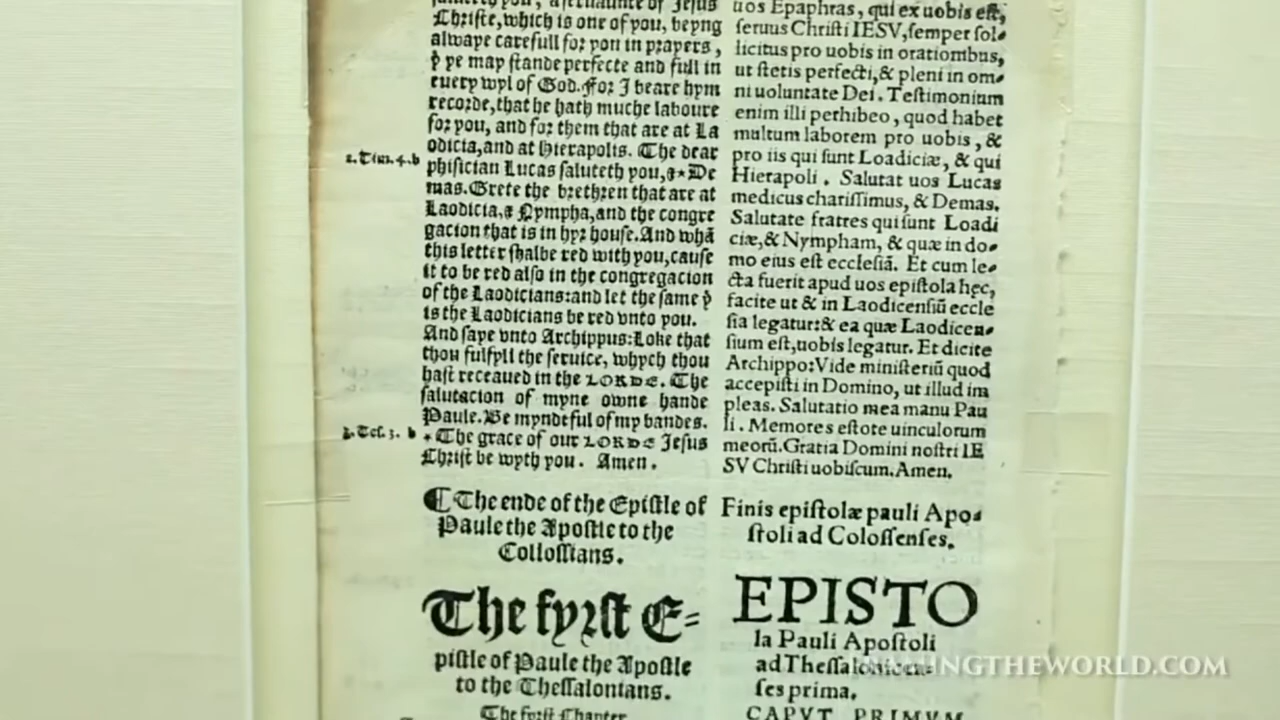 Christe, which is one of you, beyng
alwaye carefull for you in prayers,
þͤ ye may stande perfecte and full in
euery wyl of God. For I beare hym
recorde, that he hath muche laboure
for you, and for them that are at La
odicia, and at Hierapolis. The dear
phisician Lucas saluteth you, & * De
mas. Grete the brethren that are at
Laodicia, & Nympha, and the congre
gacion that is in hyr house. And whã
this letter shalbe red with you, cause
it to be red also in the congregacion
of the Laodicians: and let the same þͤ
is the Laodicians be red vnto you.
And saye vnto Archippus: Loke that
thou fulfyll the seruice, whych thou
hast receaued in the LORDE. The
salutacion of myne owne hande
Paule. Be myndeful of my bandes.
* The grace of our LORDE Jesus
Christ be wyth you. Amen.
2. Tim. 4. b
Tes. 3. b
¶ The ende of the Epistle of
Paule the Apostle to the
Collossians.
The fyrst E-
pistle of Paule the Apostle
to the Thessalonians.
The fyrst Chapter
uos Epaphras, qui ex uobis est,
seruus Christi IESV, semper sol-
licitus pro uobis in orationibus,
ut stetis perfecti, & pleni in om-
ni uoluntate Dei. Testimonium
enim illi perhibeo, quod habet
multum laborem pro uobis, &
pro iis qui sunt Loadiciæ, & qui
Hierapoli. Salutat uos Lucas
medicus charissimus, & Demas.
Salutate fratres qui sunt Loadi
ciæ, & Nympham, & quæ in do-
mo eius est ecclesiã. Et cum le-
cta fuerit apud uos epistola hęc,
facite ut & in Laodicensiũ eccle
sia legatur: & ea quæ Laodicen-
sium est, uobis legatur. Et dicite
Archippo: Vide ministeriũ quod
accepisti in Domino, ut illud im
pleas. Salutatio mea manu Pau
li. Memores estote uinculorum
meorũ. Gratia Domini nostri IE
SV Christi uobiscum. Amen.
Finis epistolæ pauli Apo-
stoli ad Colossenses.
EPISTO
la Pauli Apostoli
ad Thessalonicen-
ses prima.
CAPVT PRIMVM
THEWORLD.COM